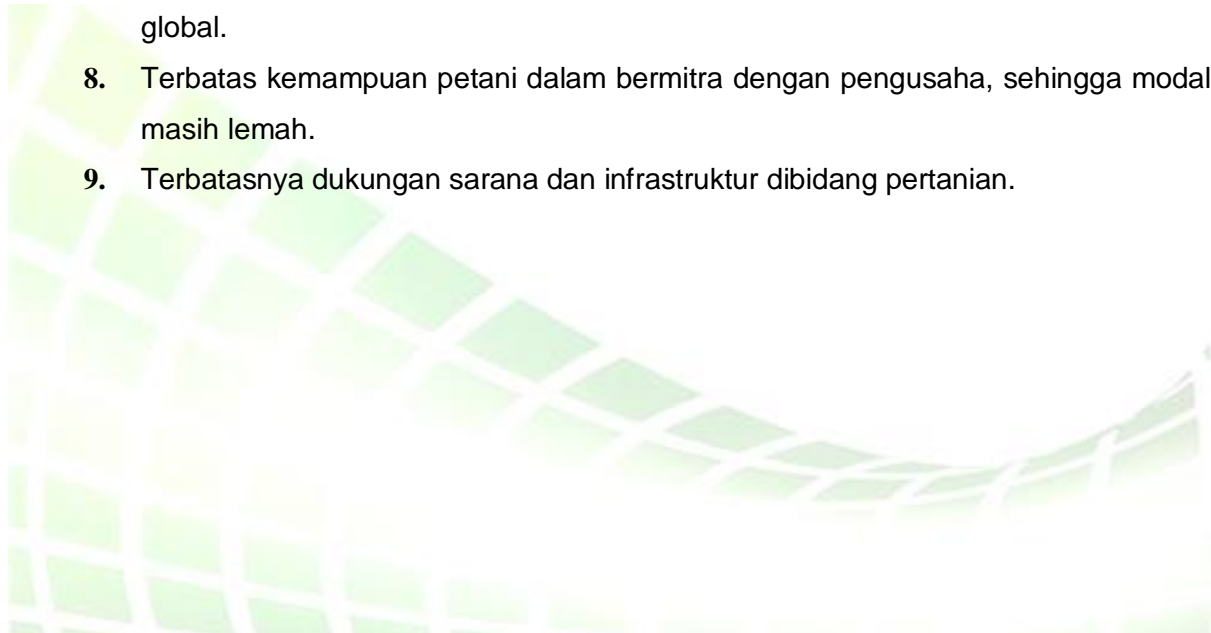 global.
8. Terbatas kemampuan petani dalam bermitra dengan pengusaha, sehingga modal
masih lemah.
9. Terbatasnya dukungan sarana dan infrastruktur dibidang pertanian.